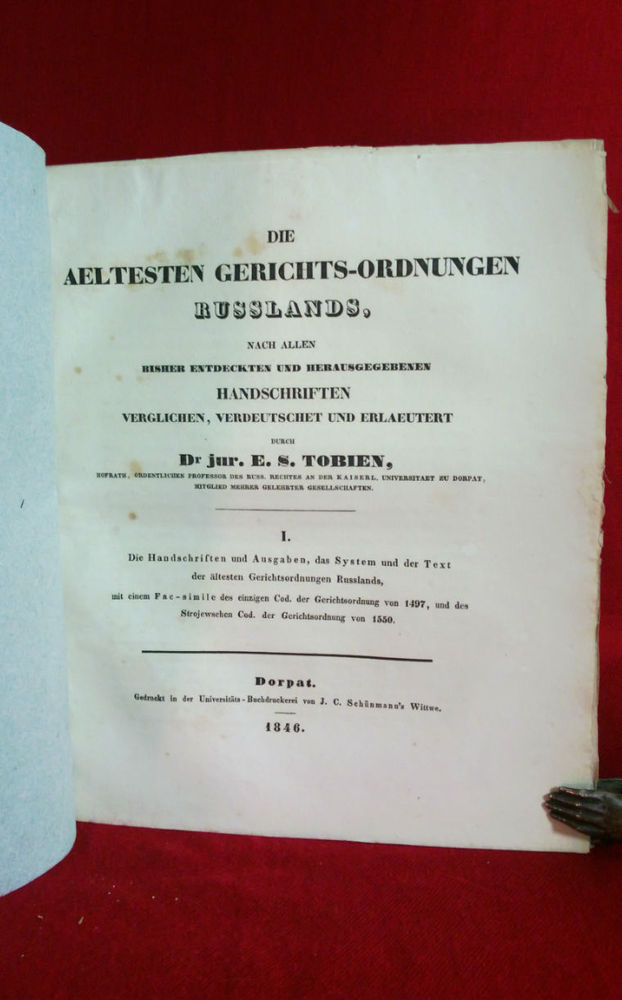 DIE
AELTESTEN GERICHTS-ORDNUNGEN
RUSSLANDS,
NACH ALLEN
BISHER ENTDECKTEN UND HERAUSGEGEBENEN
HANDSCHRIFTEN
VERGLICHEN, VERDEUTSCHET UND ERLAEUTERT
DURCH
Dr jur. E. S. TOBIEN,
HOFRATH, ORDENTLICHEN PROFESSOR DES RUSS. RECHTES AN DER KAISERL. UNIVERSITAET ZU DORPAT,
MITGLIED MEHRER GELEHRTER GESELLSCHAFTEN.
I.
Die Handschriften und Ausgaben, das System und der Text
der ältesten Gerichtsordnungen Russlands,
mit einem Fac-simile des einzigen Cod. der Gerichtsordnung von 1497, und des
Strojewschen Cod. der Gerichtsordnung von 1550.
Dorpat.
Gedruckt in der Universitäts-Buchdruckerei von J. C. Schünmann's Wittwe.
1846.